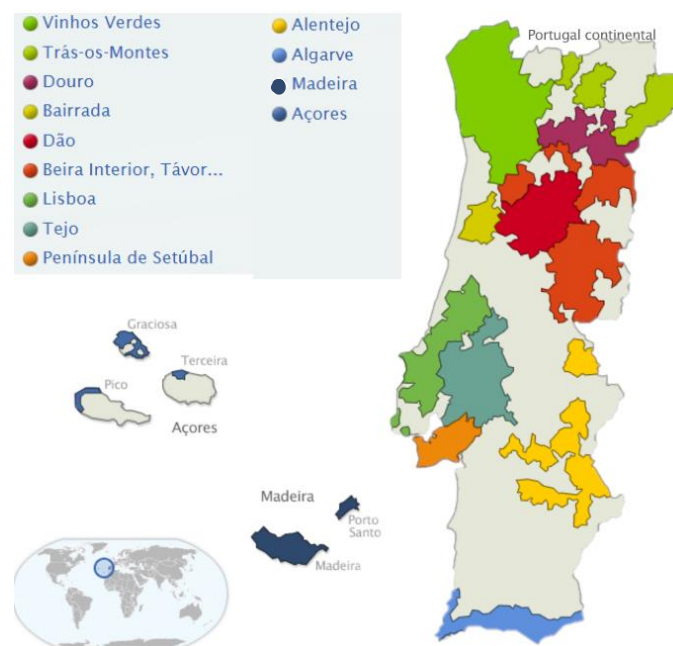 Vinhos Verdes
Trás-os-Montes
Douro
Bairrada
Dão
Beira Interior, Távor...
Lisboa
Tejo
Península de Setúbal
Alentejo
Algarve
Madeira
Açores
Portugal continental
Graciosa
Terceira
Pico
Açores
Madeira
Porto
Santo
Madeira